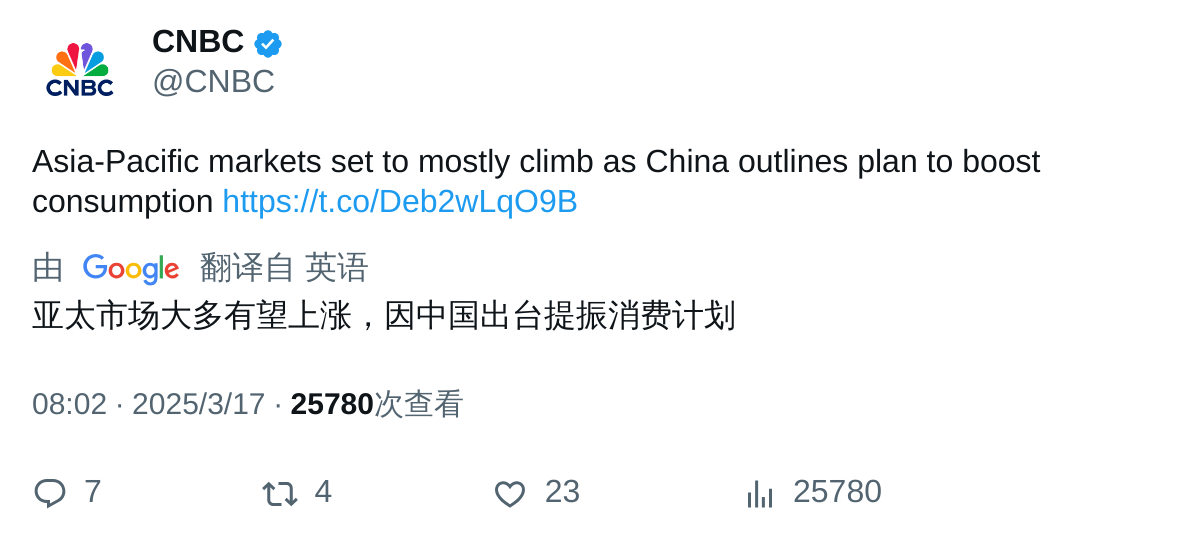 CNBC
CNBC
@CNBC
Asia-Pacific markets set to mostly climb as China outlines plan to boost
consumption https://t.co/Deb2wLqO9B
由 Google 翻译自 英语
亚太市场大多有望上涨，因中国出台提振消费计划
08:02 · 2025/3/17 · 25780次查看
7 4 23 25780